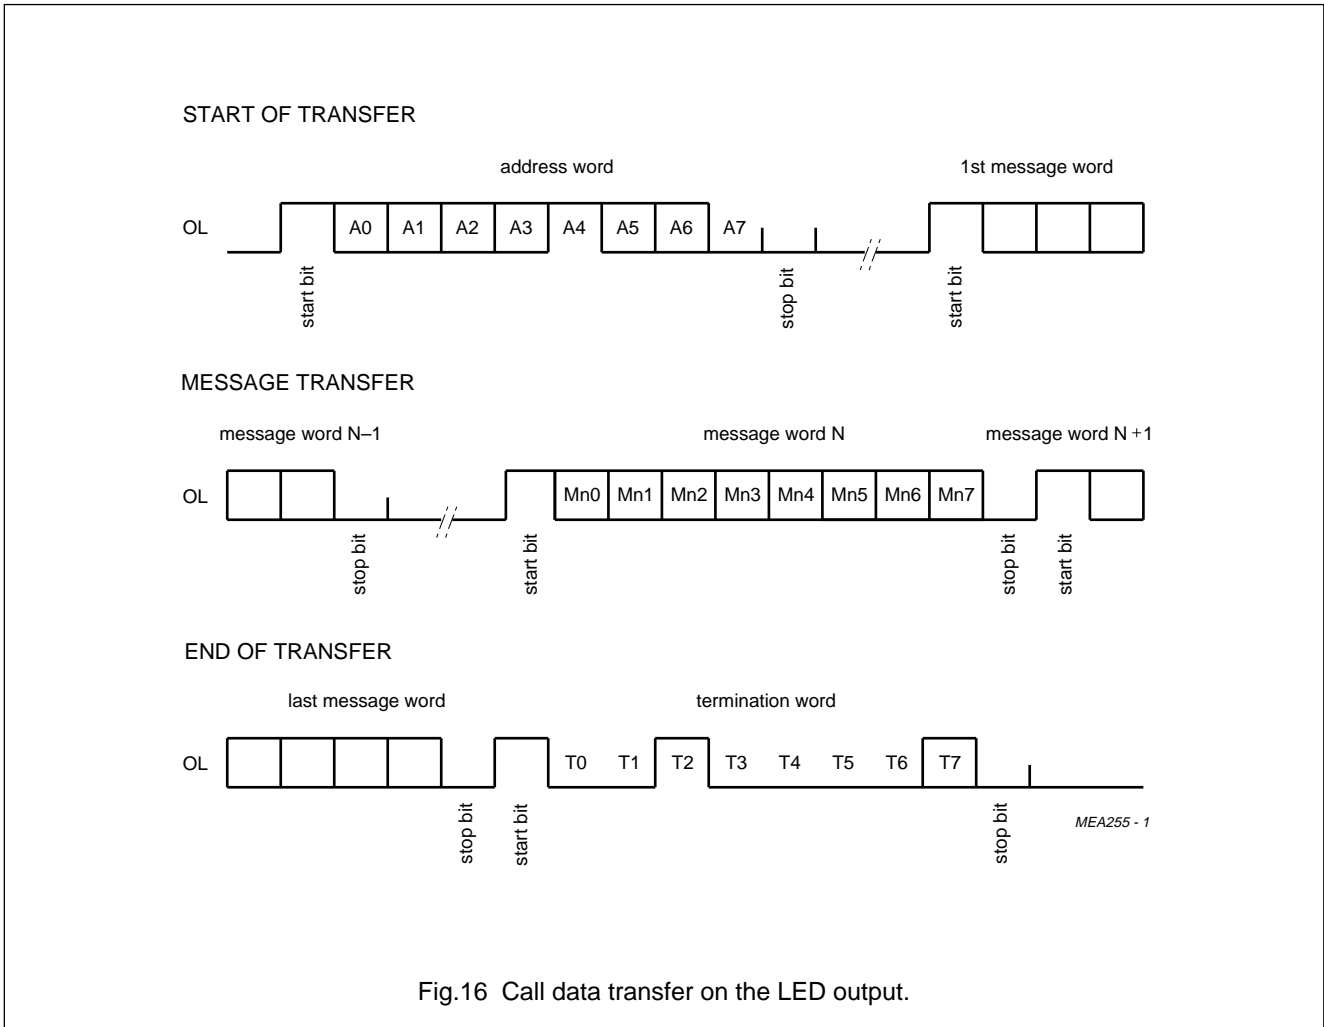 START OF TRANSFER
address word
1st message word
OL
A0 A1 A2 A3 A4 A5 A6 A7
start bit
stop bit
start bit
MESSAGE TRANSFER
message word N–1
message word N
message word N +1
OL
Mn0 Mn1 Mn2 Mn3 Mn4 Mn5 Mn6 Mn7
stop bit
start bit
stop bit
start bit
END OF TRANSFER
last message word
termination word
OL
T0 T1 T2 T3 T4 T5 T6 T7
stop bit
start bit
stop bit
MEA255 - 1
Fig.16 Call data transfer on the LED output.